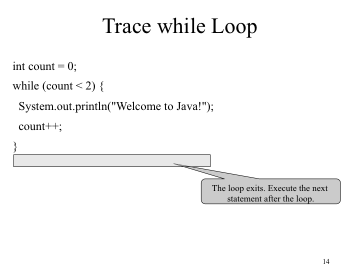 Trace while Loop
int count = 0;
while (count < 2) {
System.out.println("Welcome to Java!");
count++;
}
The loop exits. Execute the next
statement after the loop.
14